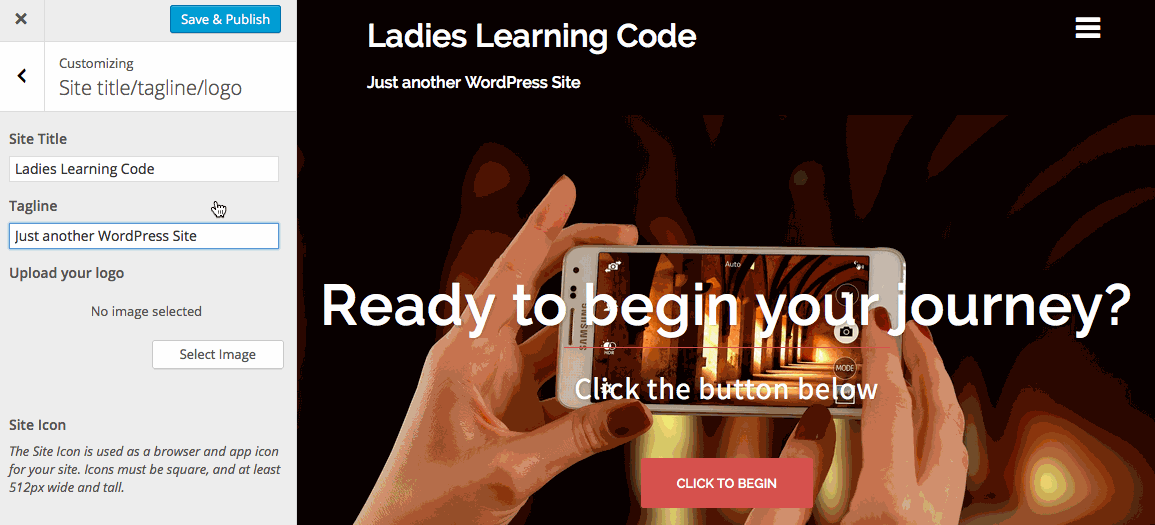 Save & Publish
Customizing
Site title/tagline/logo
Site Title
Ladies Learning Code
Tagline
Just another WordPress Site
Upload your logo
No image selected
Select Image
Site Icon
The Site Icon is used as a browser and app icon
for your site. Icons must be square, and at least
512px wide and tall.
Ladies Learning Code
Just another WordPress Site
Auto
Ready to begin your journey?
SAMSUNG
HDR
MODE
Click the button below
CLICK TO BEGIN